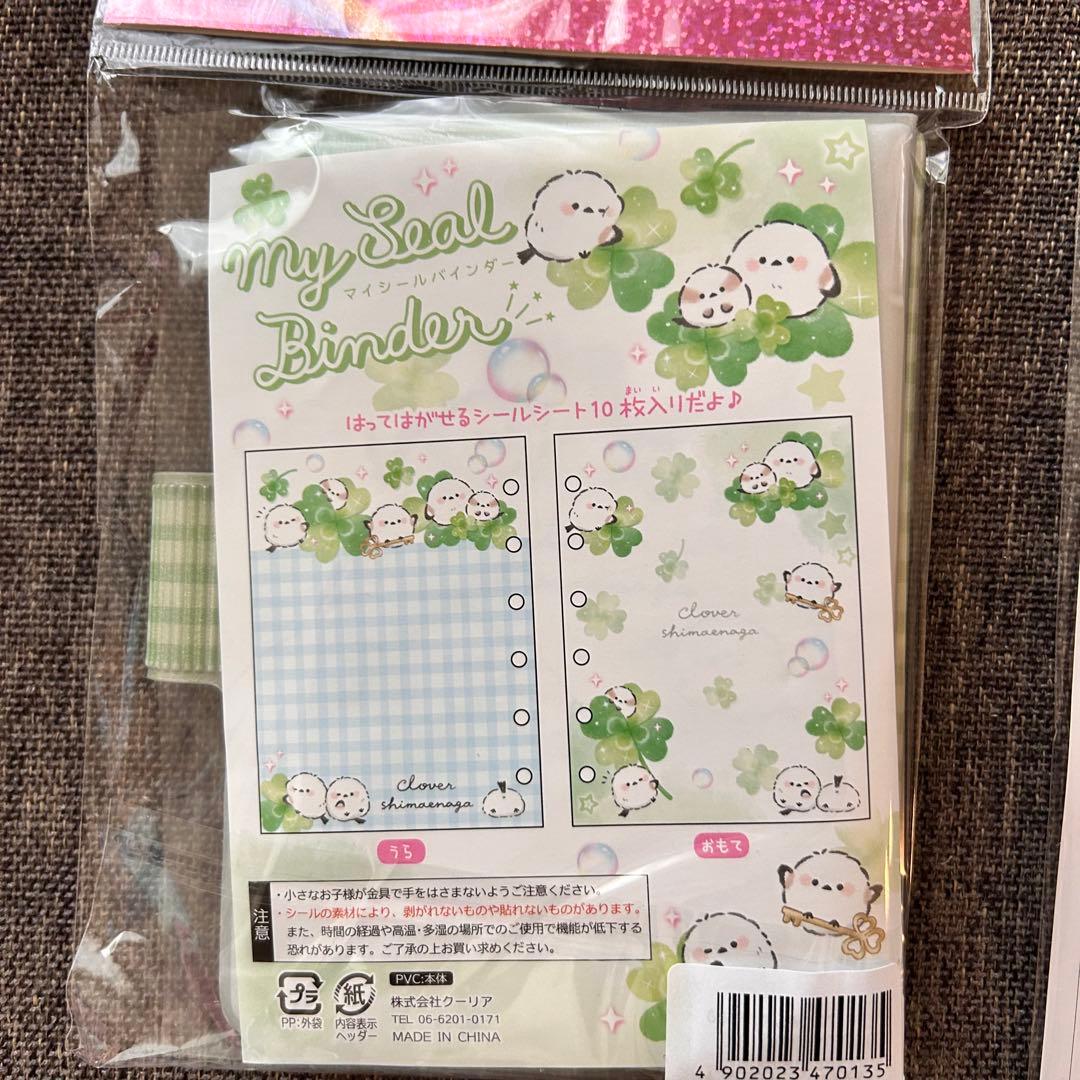 My Seal
マイシールバインダー
Binder
はってはがせるシールシート10枚入りだよ♪
まい い
clover
shimaenaga
clover
shimaenaga
うら
おもて
注意
・小さなお子様が金具で手をはさまないようご注意ください。
・シールの素材により、剥がれないものや貼れないものがあります。
また、時間の経過や高温・多湿の場所でのご使用で機能が低下する
恐れがあります。ご了承の上お買い求めください。
プラ
PP:外袋
紙
内容表示
ヘッダー
PVC:本体
株式会社クーリア
TEL 06-6201-0171
MADE IN CHINA
4 902023 470135